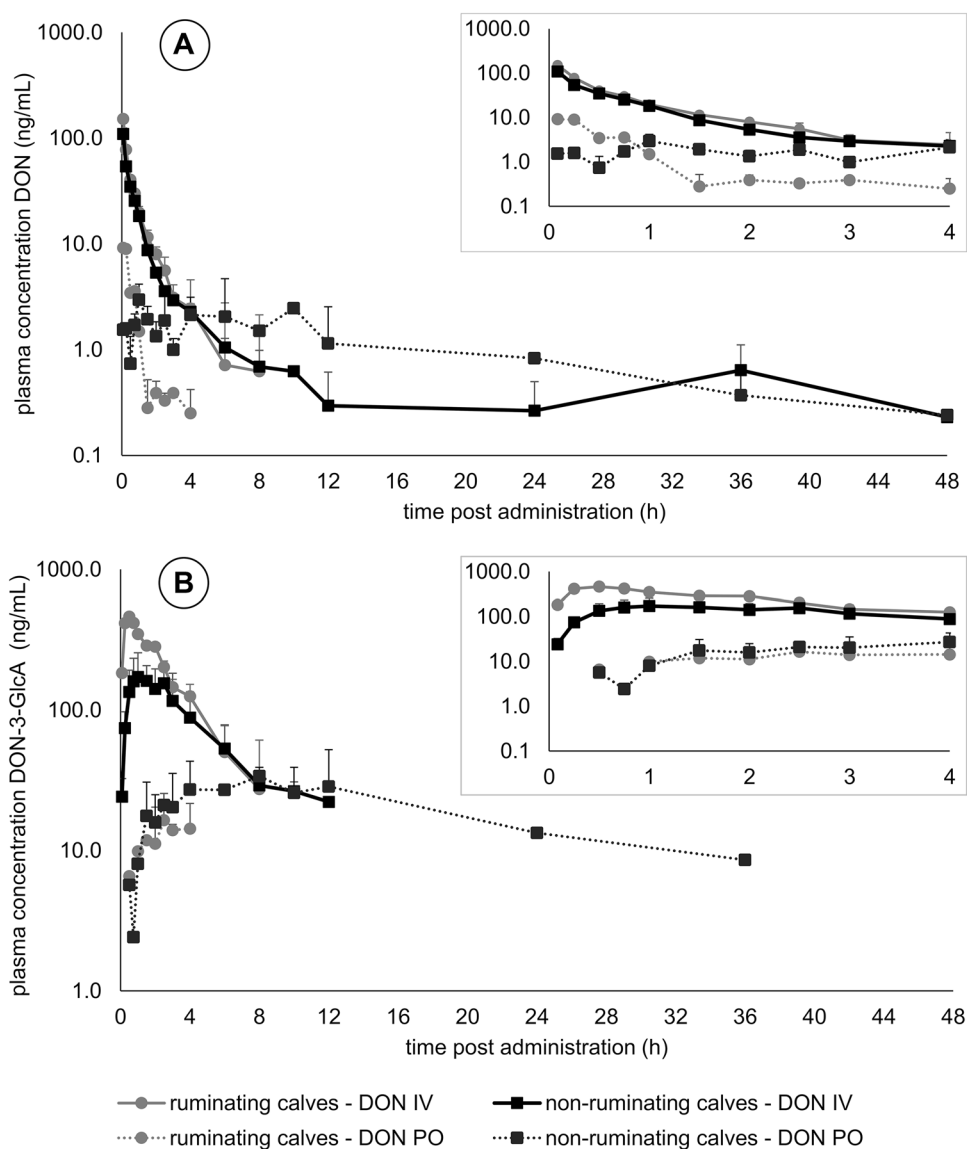 A
plasma concentration DON (ng/mL)
1000.0
100.0
10.0
1.0
0.1
0 4 8 12 16 20 24 28 32 36 40 44 48
time post administration (h)
1000.0
100.0
10.0
1.0
0.1
0 1 2 3 4
B
plasma concentration DON-3-GlcA (ng/mL)
1000.0
100.0
10.0
1.0
0 4 8 12 16 20 24 28 32 36 40 44 48
time post administration (h)
1000.0
100.0
10.0
1.0
0.1
0 1 2 3 4
ruminating calves - DON IV non-ruminating calves - DON IV
ruminating calves - DON PO non-ruminating calves - DON PO